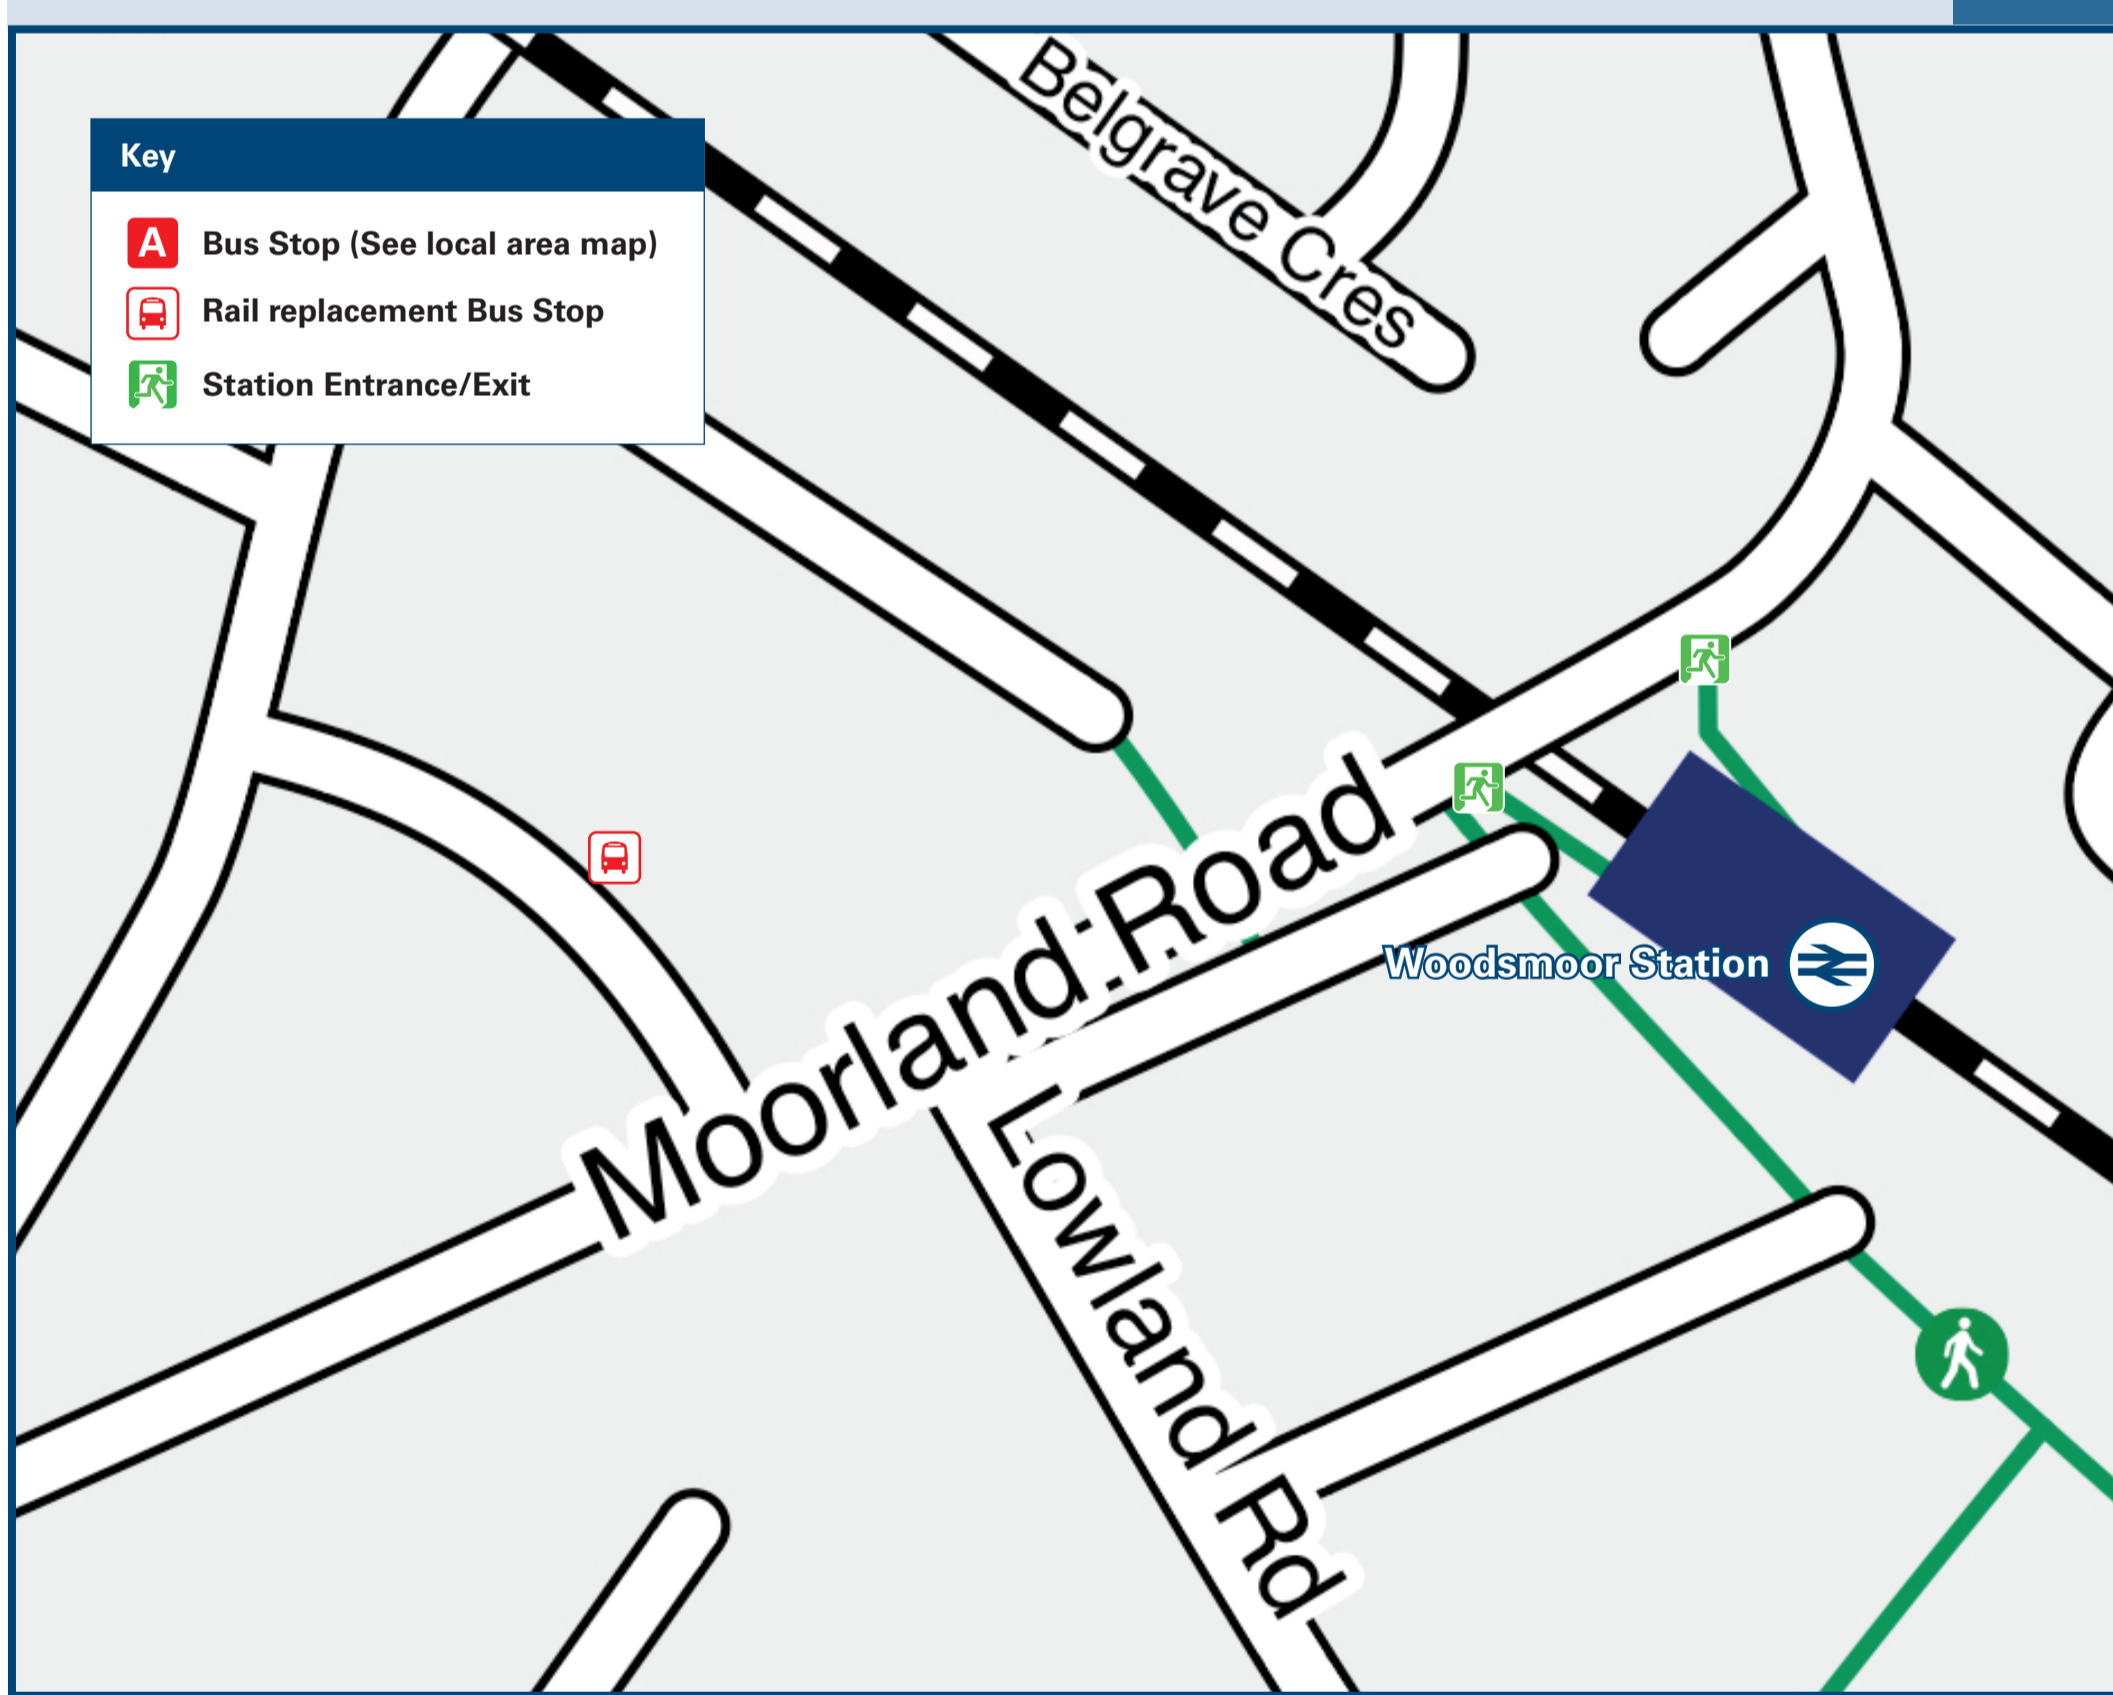 Key
A
Bus Stop (See local area map)
Rail replacement Bus Stop
Station Entrance/Exit
Belgrave Cres
Moorland Road
Woodsmoor Station
Lowland Rd